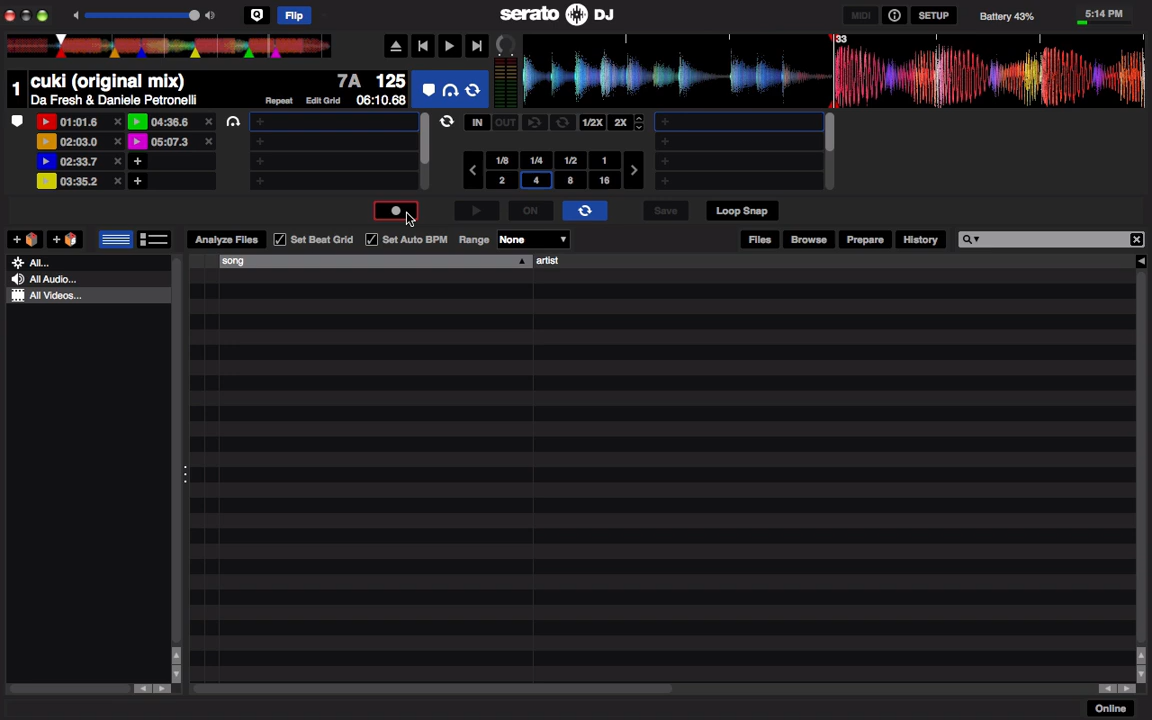 Flip
serato DJ
MIDI
SETUP
Battery 43%
5:14 PM
1
cuki (original mix)
7A
125
Da Fresh & Daniele Petronelli
Repeat
Edit Grid
06:10.68
33
01:01.6
04:36.6
02:03.0
05:07.3
02:33.7
03:35.2
IN
OUT
1/2X
2X
1/8
1/4
1/2
1
2
4
8
16
ON
Save
Loop Snap
Analyze Files
Set Beat Grid
Set Auto BPM
Range
None
Files
Browse
Prepare
History
song
artist
All...
All Audio...
All Videos...
Online